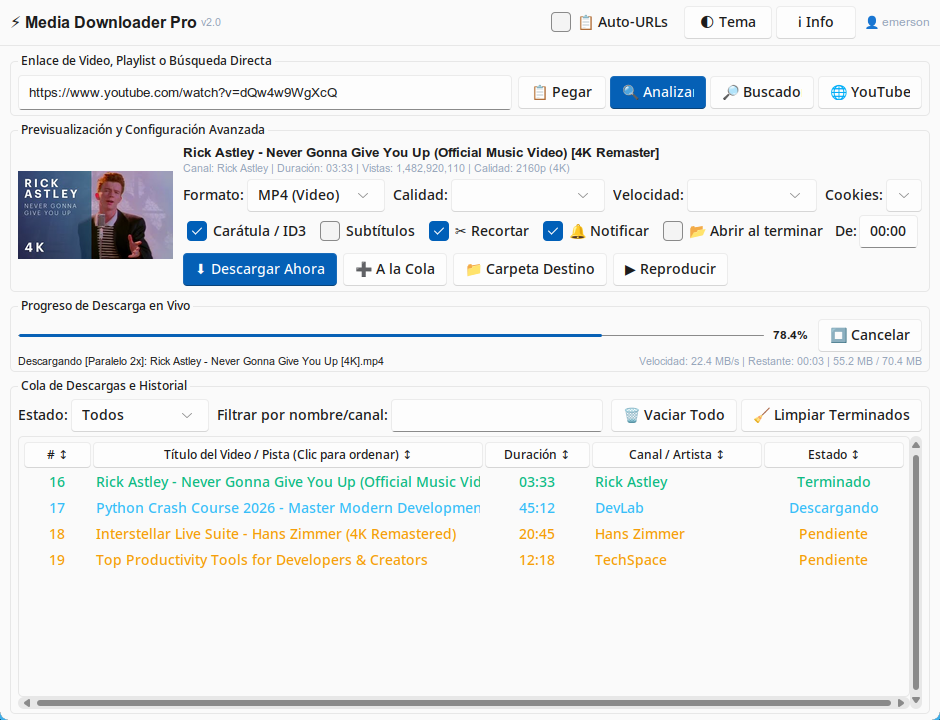 ⚡ Media Downloader Pro v2.0
📋 Auto-URLs
🌓 Tema
ℹ Info
👤 emerson
Enlace de Video, Playlist o Búsqueda Directa
https://www.youtube.com/watch?v=dQw4w9WgXcQ
📋 Pegar
🔍 Analizar
🔎 Buscado
🌐 YouTube
Previsualización y Configuración Avanzada
RICK
ASTLEY
NEVER GONNA
GIVE YOU UP
4K
Rick Astley - Never Gonna Give You Up (Official Music Video) [4K Remaster]
Canal: Rick Astley | Duración: 03:33 | Vistas: 1,482,920,110 | Calidad: 2160p (4K)
Formato: MP4 (Video) Calidad: Velocidad: Cookies:
Carátula / ID3 Subtítulos ✂ Recortar 🔔 Notificar 📂 Abrir al terminar De: 00:00
⬇ Descargar Ahora
➕ A la Cola
📁 Carpeta Destino
▶ Reproducir
Progreso de Descarga en Vivo
78.4%
⏹ Cancelar
Descargando [Paralelo 2x]: Rick Astley - Never Gonna Give You Up [4K].mp4
Velocidad: 22.4 MB/s | Restante: 00:03 | 55.2 MB / 70.4 MB
Cola de Descargas e Historial
Estado: Todos Filtrar por nombre/canal:
🗑️ Vaciar Todo
🧹 Limpiar Terminados
# ↕ Título del Video / Pista (Clic para ordenar) ↕ Duración ↕ Canal / Artista ↕ Estado ↕
16 Rick Astley - Never Gonna Give You Up (Official Music Vid 03:33 Rick Astley Terminado
17 Python Crash Course 2026 - Master Modern Developmen 45:12 DevLab Descargando
18 Interstellar Live Suite - Hans Zimmer (4K Remastered) 20:45 Hans Zimmer Pendiente
19 Top Productivity Tools for Developers & Creators 12:18 TechSpace Pendiente